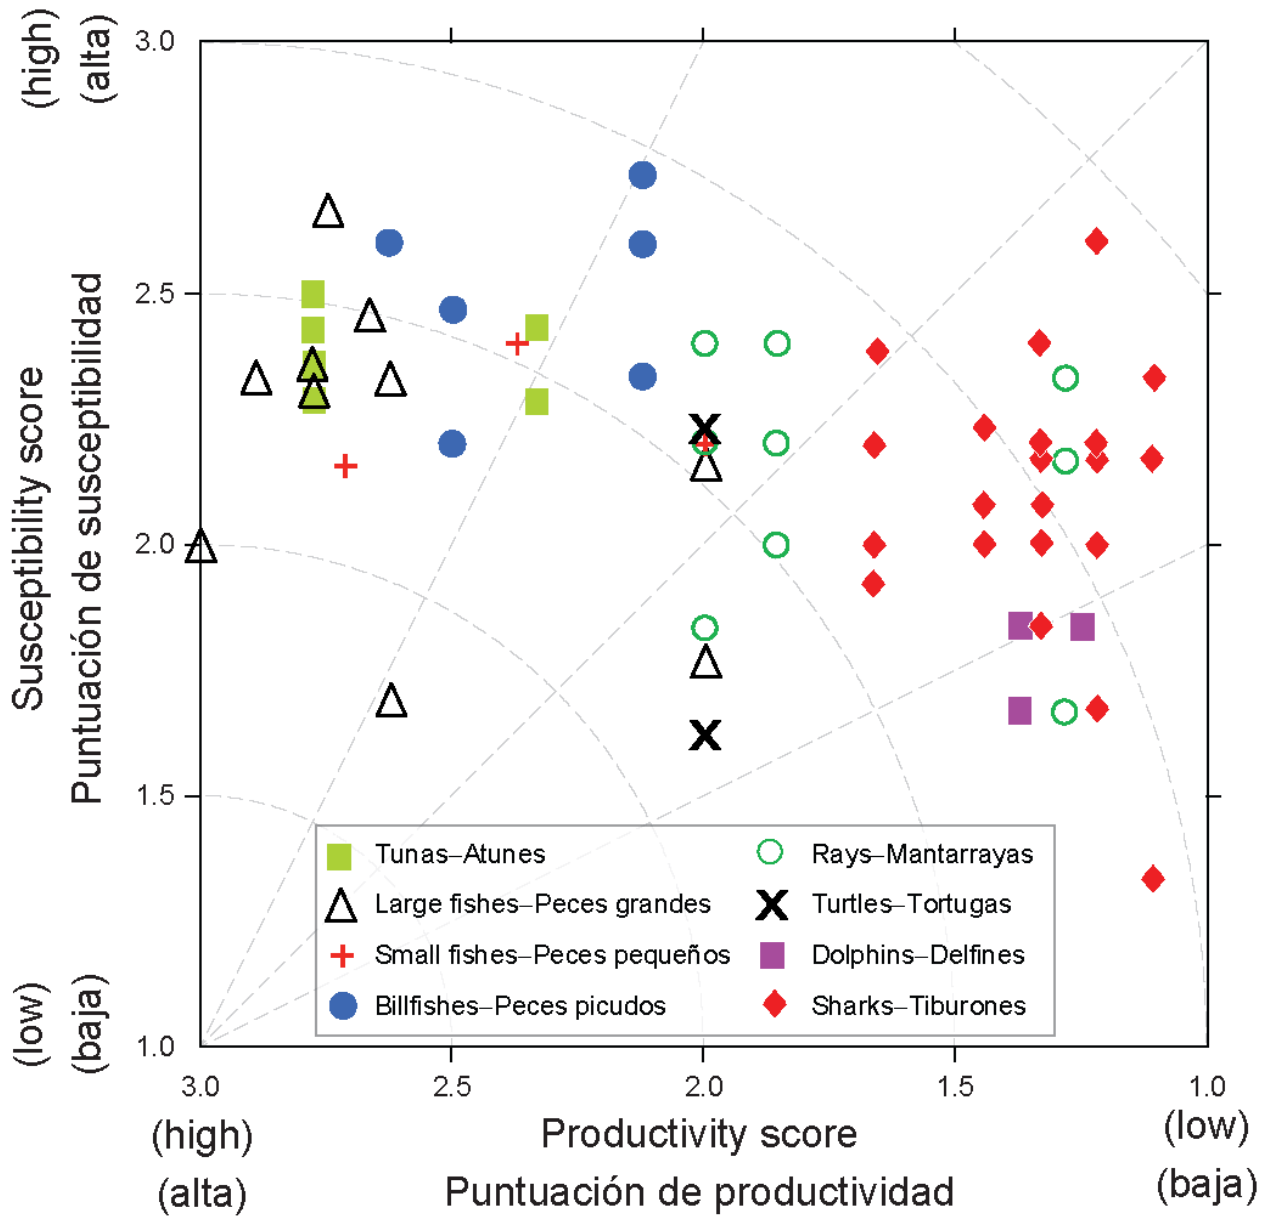 (high)
(alta)
Susceptibility score
Puntuación de susceptibilidad
(low)
(baja)
3.0
2.5
2.0
1.5
1.0
Tunas–Atunes
Large fishes–Peces grandes
Small fishes–Peces pequeños
Billfishes–Peces picudos
Rays–Mantarrayas
Turtles–Tortugas
Dolphins–Delfines
Sharks–Tiburones
3.0 2.5 2.0 1.5 1.0
(high) Productivity score (low)
(alta) Puntuación de productividad (baja)